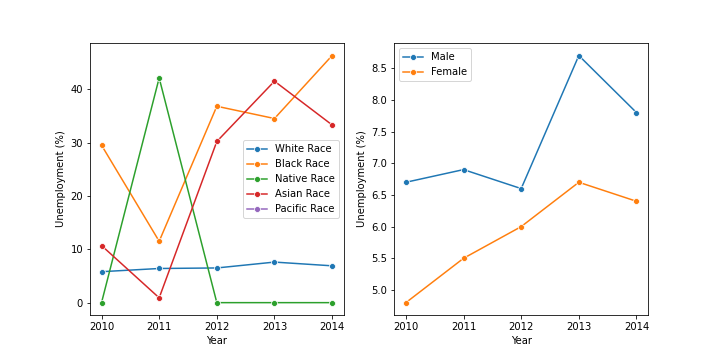 40
30
20
10
0
Unemployment (%)
White Race
Black Race
Native Race
Asian Race
Pacific Race
2010 2011 2012 2013 2014
Year
8.5
8.0
7.5
7.0
6.5
6.0
5.5
5.0
Unemployment (%)
Male
Female
2010 2011 2012 2013 2014
Year